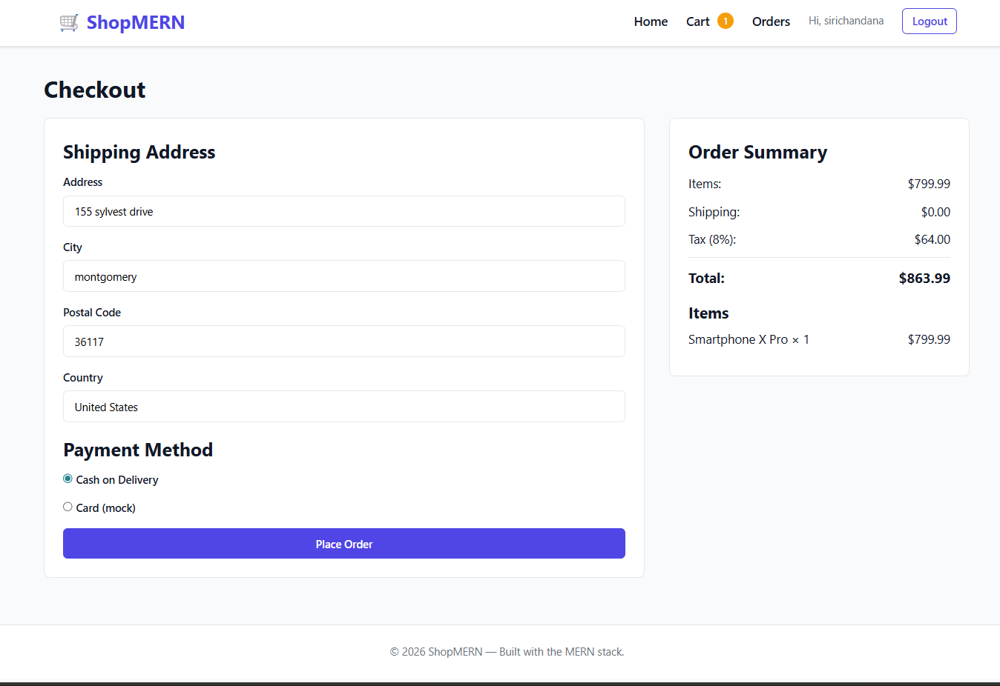 ShopMERN
Home Cart 1 Orders Hi, sirichandana Logout
Checkout
Shipping Address
Address
155 sylvest drive
City
montgomery
Postal Code
36117
Country
United States
Payment Method
Cash on Delivery
Card (mock)
Place Order
Order Summary
Items: $799.99
Shipping: $0.00
Tax (8%): $64.00
Total: $863.99
Items
Smartphone X Pro × 1 $799.99
© 2026 ShopMERN — Built with the MERN stack.